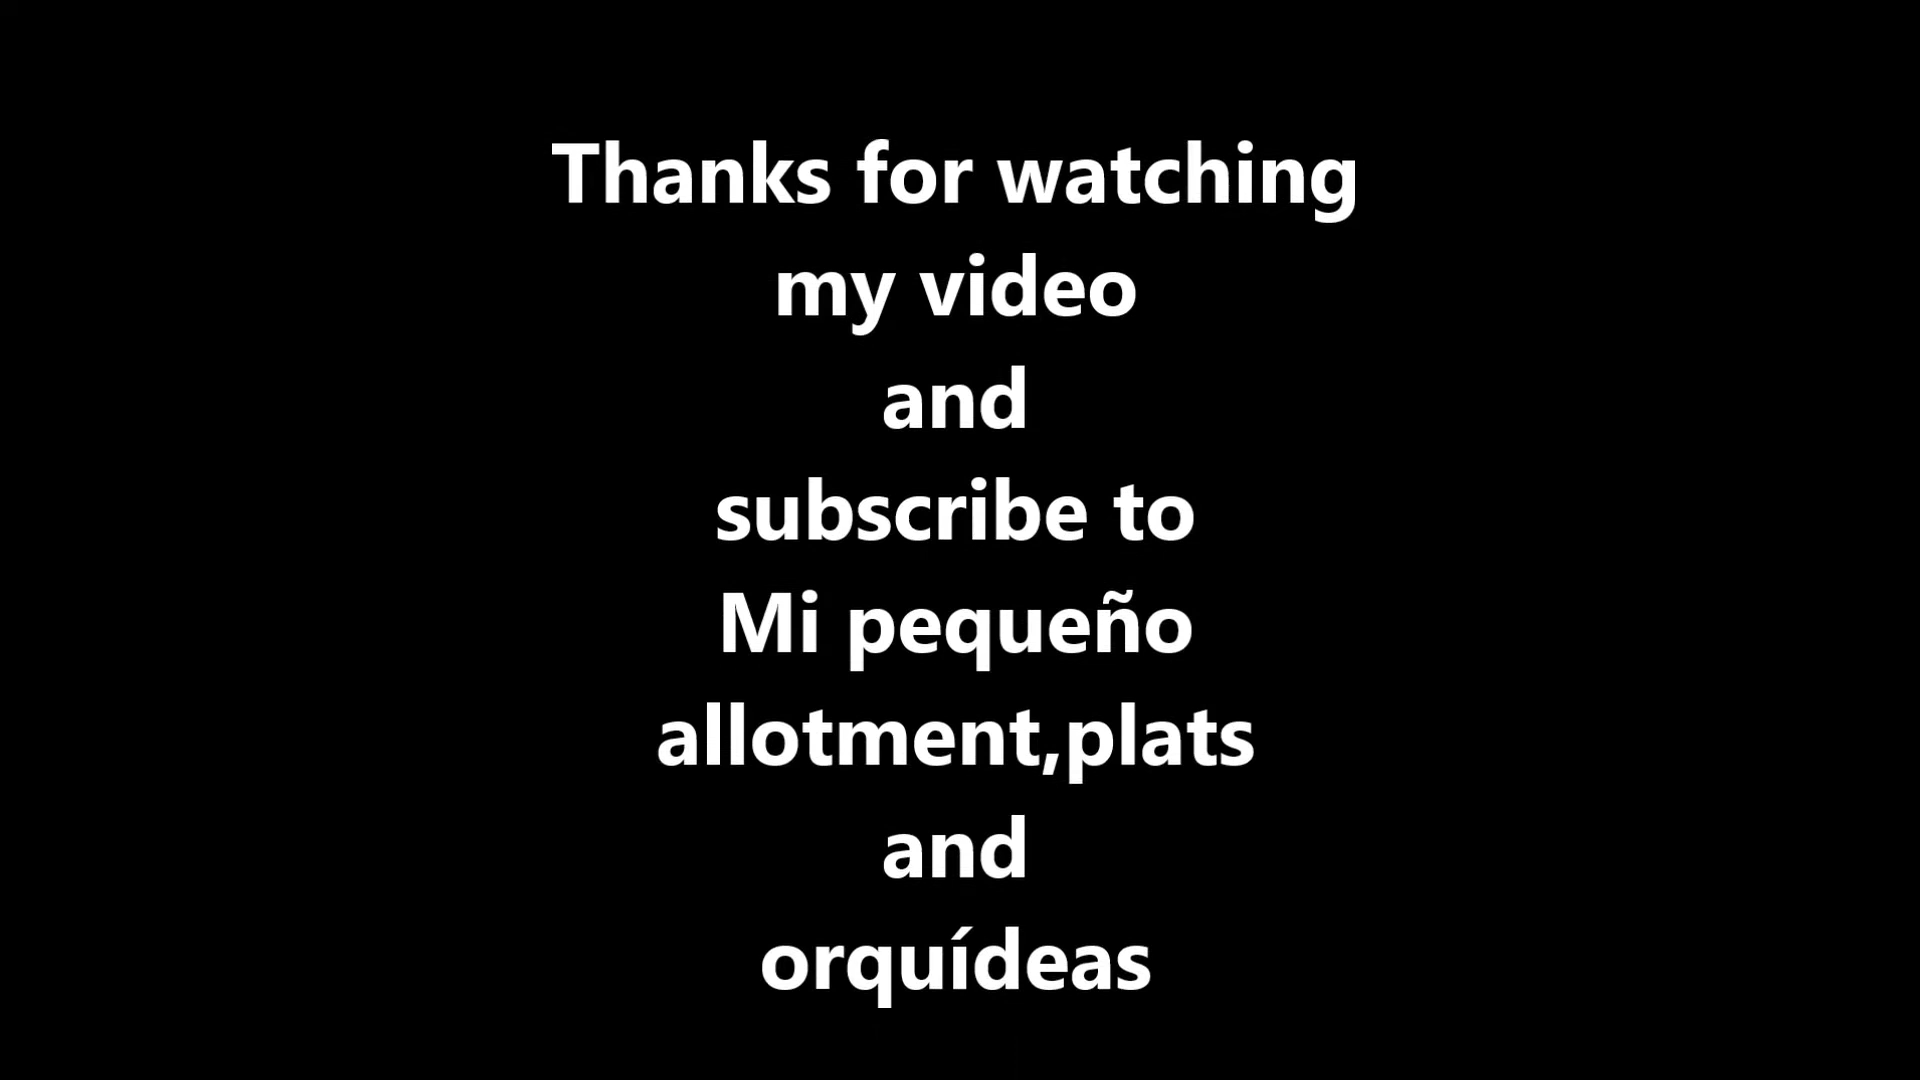 Thanks for watching
my video
and
subscribe to
Mi pequeño
allotment,plats
and
orquídeas